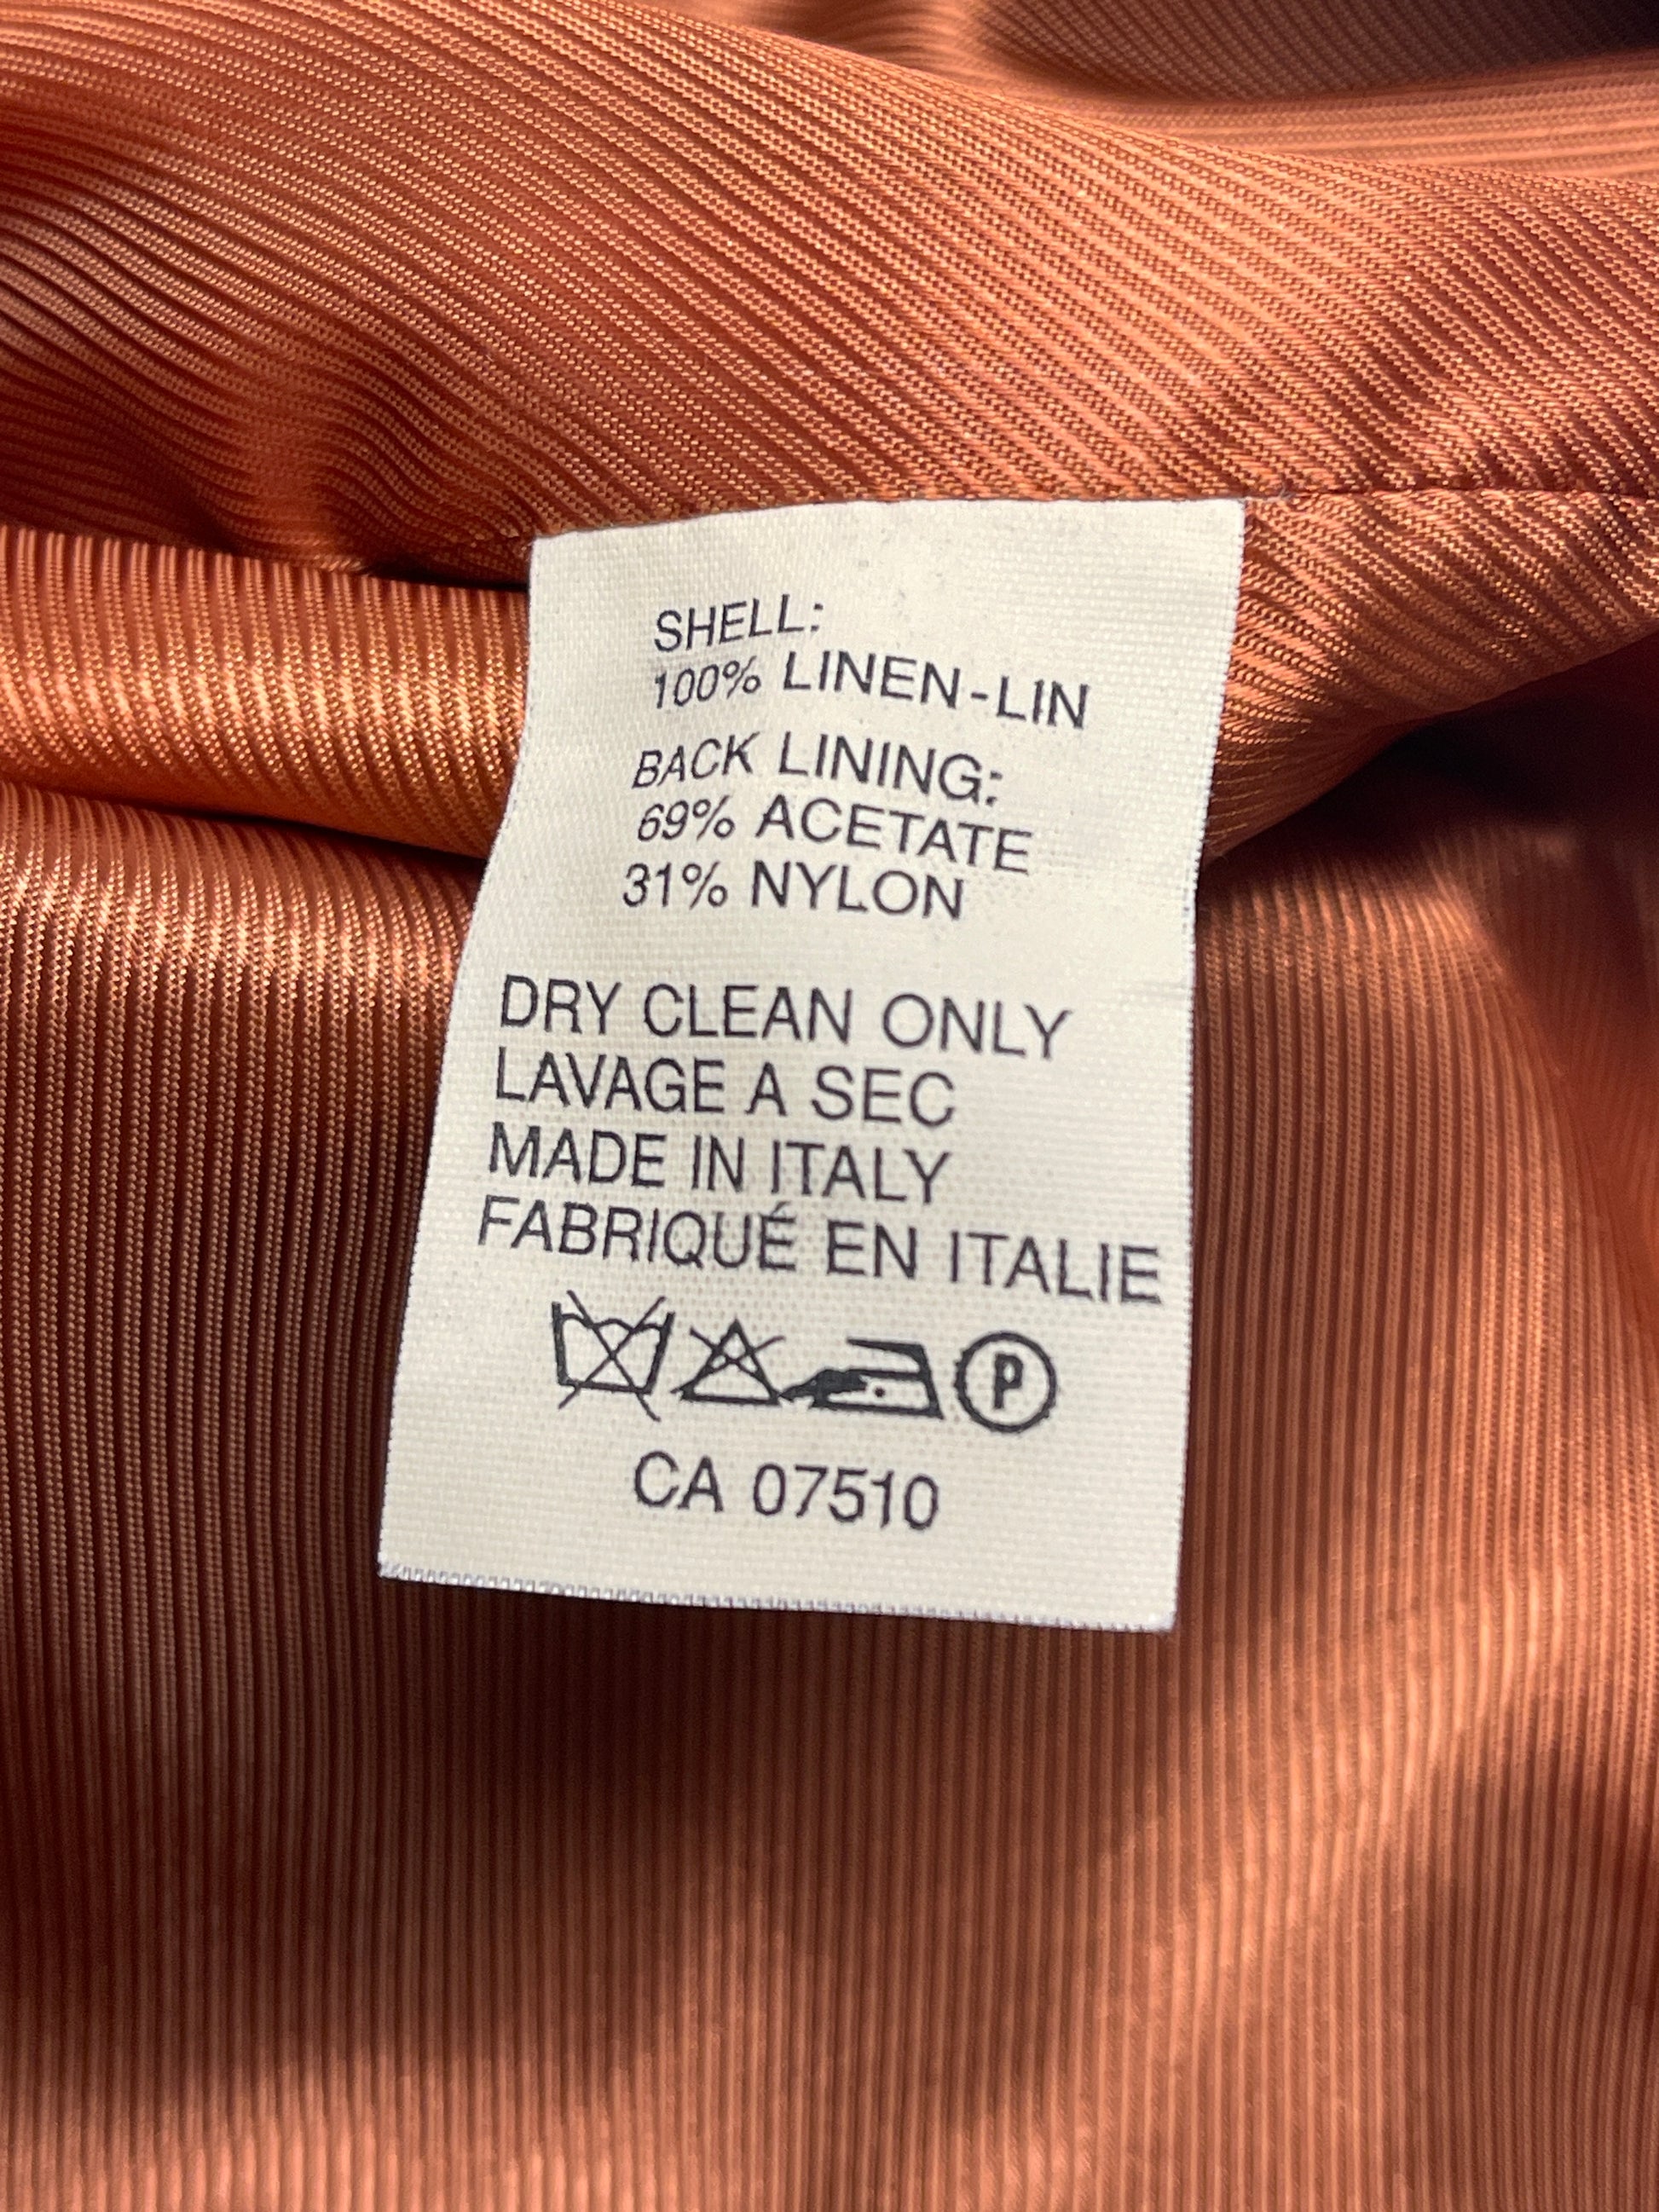 SHELL:
100% LINEN-LIN
BACK LINING:
69% ACETATE
31% NYLON
DRY CLEAN ONLY
LAVAGE A SEC
MADE IN ITALY
FABRIQUÉ EN ITALIE
P
CA 07510